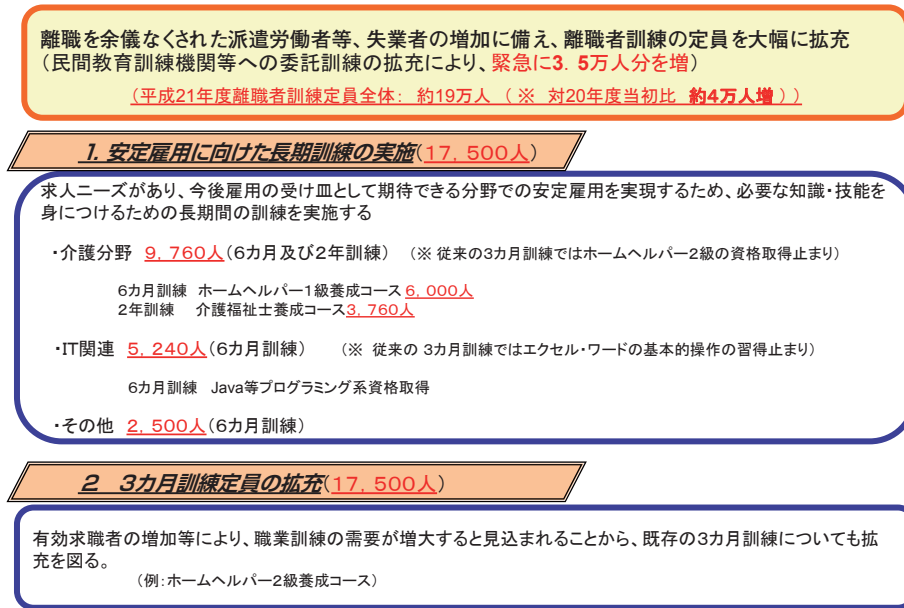 離職を余儀なくされた派遣労働者等、失業者の増加に備え、離職者訓練の定員を大幅に拡充
（民間教育訓練機関等への委託訓練の拡充により、緊急に3．5万人分を増）
（平成21年度離職者訓練定員全体：　約19万人　（ ※　対20年度当初比　約4万人増 ） ）
1. 安定雇用に向けた長期訓練の実施（17，500人）
求人ニーズがあり、今後雇用の受け皿として期待できる分野での安定雇用を実現するため、必要な知識・技能を
身につけるための長期間の訓練を実施する
・介護分野　9，760人（6カ月及び2年訓練）　（※ 従来の3カ月訓練ではホームヘルパー2級の資格取得止まり）
6カ月訓練　ホームヘルパー1級養成コース 6，000人
2年訓練　　介護福祉士養成コース3，760人
・IT関連　5，240人（6カ月訓練）　　（※　従来の 3カ月訓練ではエクセル・ワードの基本的操作の習得止まり）
6カ月訓練　Java等プログラミング系資格取得
・その他　2，500人（6カ月訓練）
2　3カ月訓練定員の拡充（17，500人）
有効求職者の増加等により、職業訓練の需要が増大すると見込まれることから、既存の3カ月訓練についても拡
充を図る。
（例：ホームヘルパー2級養成コース）